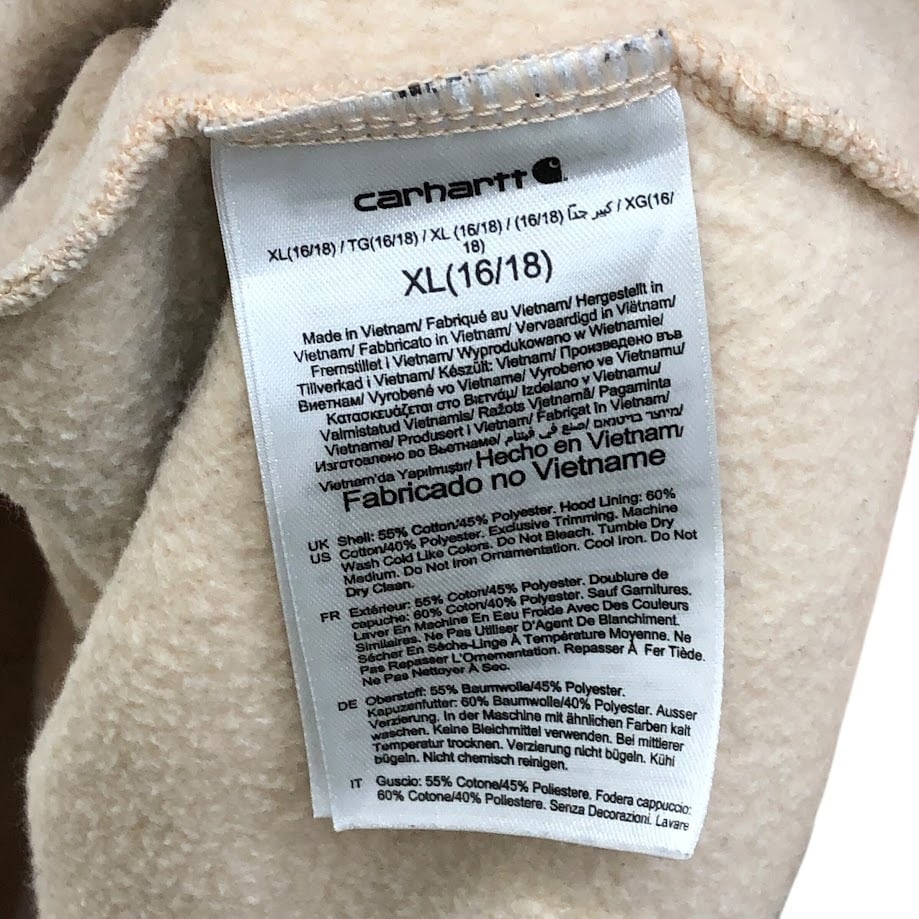 carhartt
XL(16/18) / TG(16/18) / XL (16/18) / (16/18) كبير جدًا / XG(16/
18)
XL(16/18)
Made in Vietnam/ Fabriqué au Vietnam/ Hergestellt in
Vietnam/ Fabbricato in Vietnam/ Vervaardigd in Viëtnam/
Fremstillet i Vietnam/ Wyprodukowano w Wietnamie/
Tillverkad i Vietnam/ Készült: Vietnam/ Произведено във
Виетнам/ Vyrobené vo Vietname/ Vyrobeno ve Vietnamu/
Κατασκευάζεται στο Βιετνάμ/ Izdelano v Vietnamu/
Valmistatud Vietnamis/ Ražots Vjetnamā/ Pagaminta
Vietname/ Produsert i Vietnam/ Fabricat în Vietnam/
Изготовлено во Вьетнаме/ صنع في فيتنام/ מיוצר בוייטנאם/
Vietnam'da Yapılmıştır/ Hecho en Vietnam/
Fabricado no Vietname
UK Shell: 55% Cotton/45% Polyester. Hood Lining: 60%
US Cotton/40% Polyester. Exclusive Trimming. Machine
Wash Cold Like Colors. Do Not Bleach. Tumble Dry
Medium. Do Not Iron Ornamentation. Cool Iron. Do Not
Dry Clean.
FR Extérieur: 55% Coton/45% Polyester. Doublure de
capuche: 60% Coton/40% Polyester. Sauf Garnitures.
Laver En Machine En Eau Froide Avec Des Couleurs
Similaires. Ne Pas Utiliser D'Agent De Blanchiment.
Sécher En Sèche-Linge À Température Moyenne. Ne
Pas Repasser L'Ornementation. Repasser À Fer Tiède.
Ne Pas Nettoyer À Sec.
DE Oberstoff: 55% Baumwolle/45% Polyester.
Kapuzenfutter: 60% Baumwolle/40% Polyester. Ausser
Verzierung. In der Maschine mit ähnlichen Farben kalt
waschen. Keine Bleichmittel verwenden. Bei mittlerer
Temperatur trocknen. Verzierung nicht bügeln. Kühl
bügeln. Nicht chemisch reinigen.
IT Guscio: 55% Cotone/45% Poliestere. Fodera cappuccio:
60% Cotone/40% Poliestere. Senza Decorazioni. Lavare